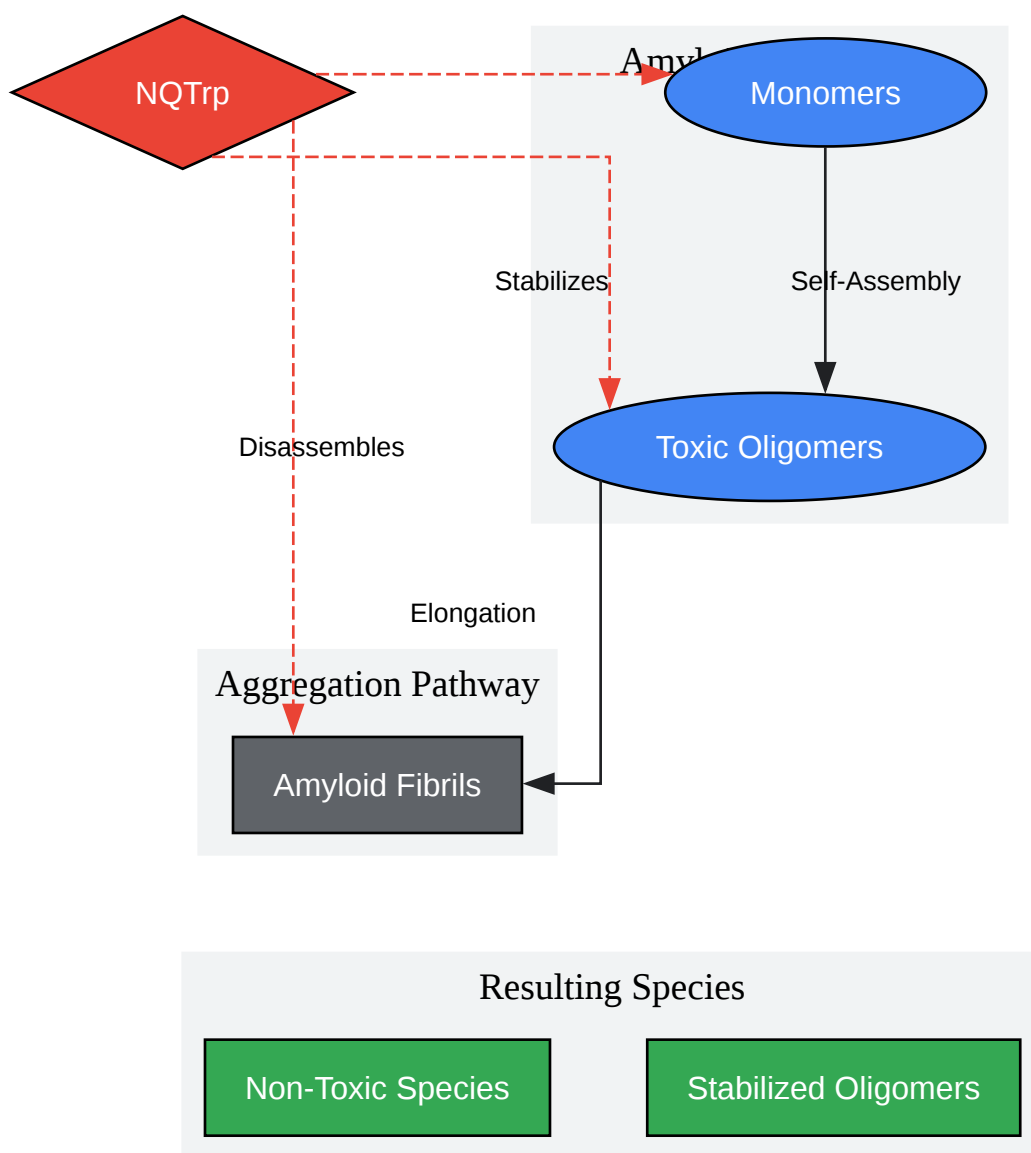 NQTrp
Monomers
Stabilizes
Self-Assembly
Disassembles
Toxic Oligomers
Elongation
Aggregation Pathway
Amyloid Fibrils
Resulting Species
Non-Toxic Species
Stabilized Oligomers